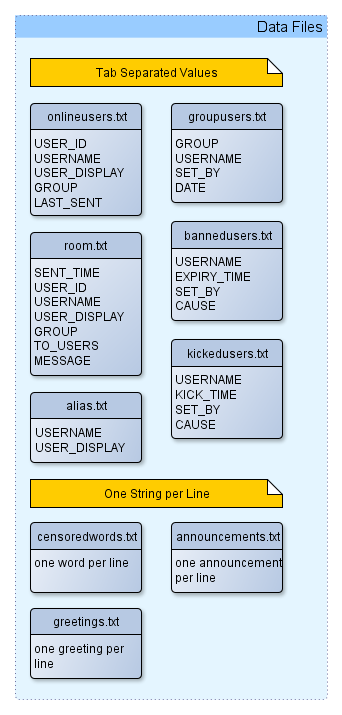 Data Files
Tab Separated Values
onlineusers.txt
USER_ID
USERNAME
USER_DISPLAY
GROUP
LAST_SENT
groupusers.txt
GROUP
USERNAME
SET_BY
DATE
room.txt
SENT_TIME
USER_ID
USERNAME
USER_DISPLAY
GROUP
TO_USERS
MESSAGE
bannedusers.txt
USERNAME
EXPIRY_TIME
SET_BY
CAUSE
kickedusers.txt
USERNAME
KICK_TIME
SET_BY
CAUSE
alias.txt
USERNAME
USER_DISPLAY
One String per Line
censoredwords.txt
one word per line
announcements.txt
one announcement
per line
greetings.txt
one greeting per
line